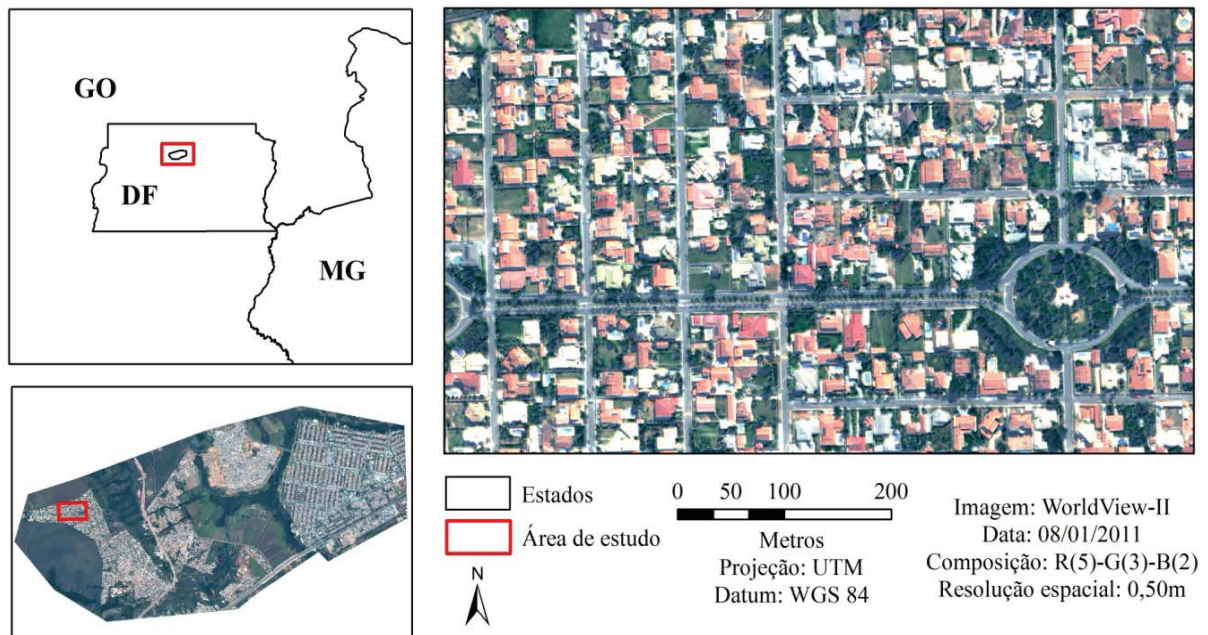 GO
DF
MG
Estados
Área de estudo
N
0 50 100 200
Metros
Projeção: UTM
Datum: WGS 84
Imagem: WorldView-II
Data: 08/01/2011
Composição: R(5)-G(3)-B(2)
Resolução espacial: 0,50m